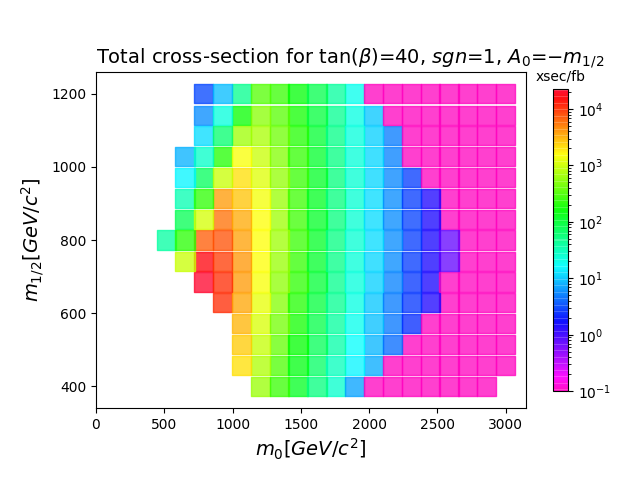 Total cross-section for tan(β)=40, sgn=1, A₀=−m₁/₂
xsec/fb
10⁴
10³
10²
10¹
10⁰
10⁻¹
1200
1000
800
600
400
m₁/₂[GeV/c²]
0 500 1000 1500 2000 2500 3000
m₀[GeV/c²]